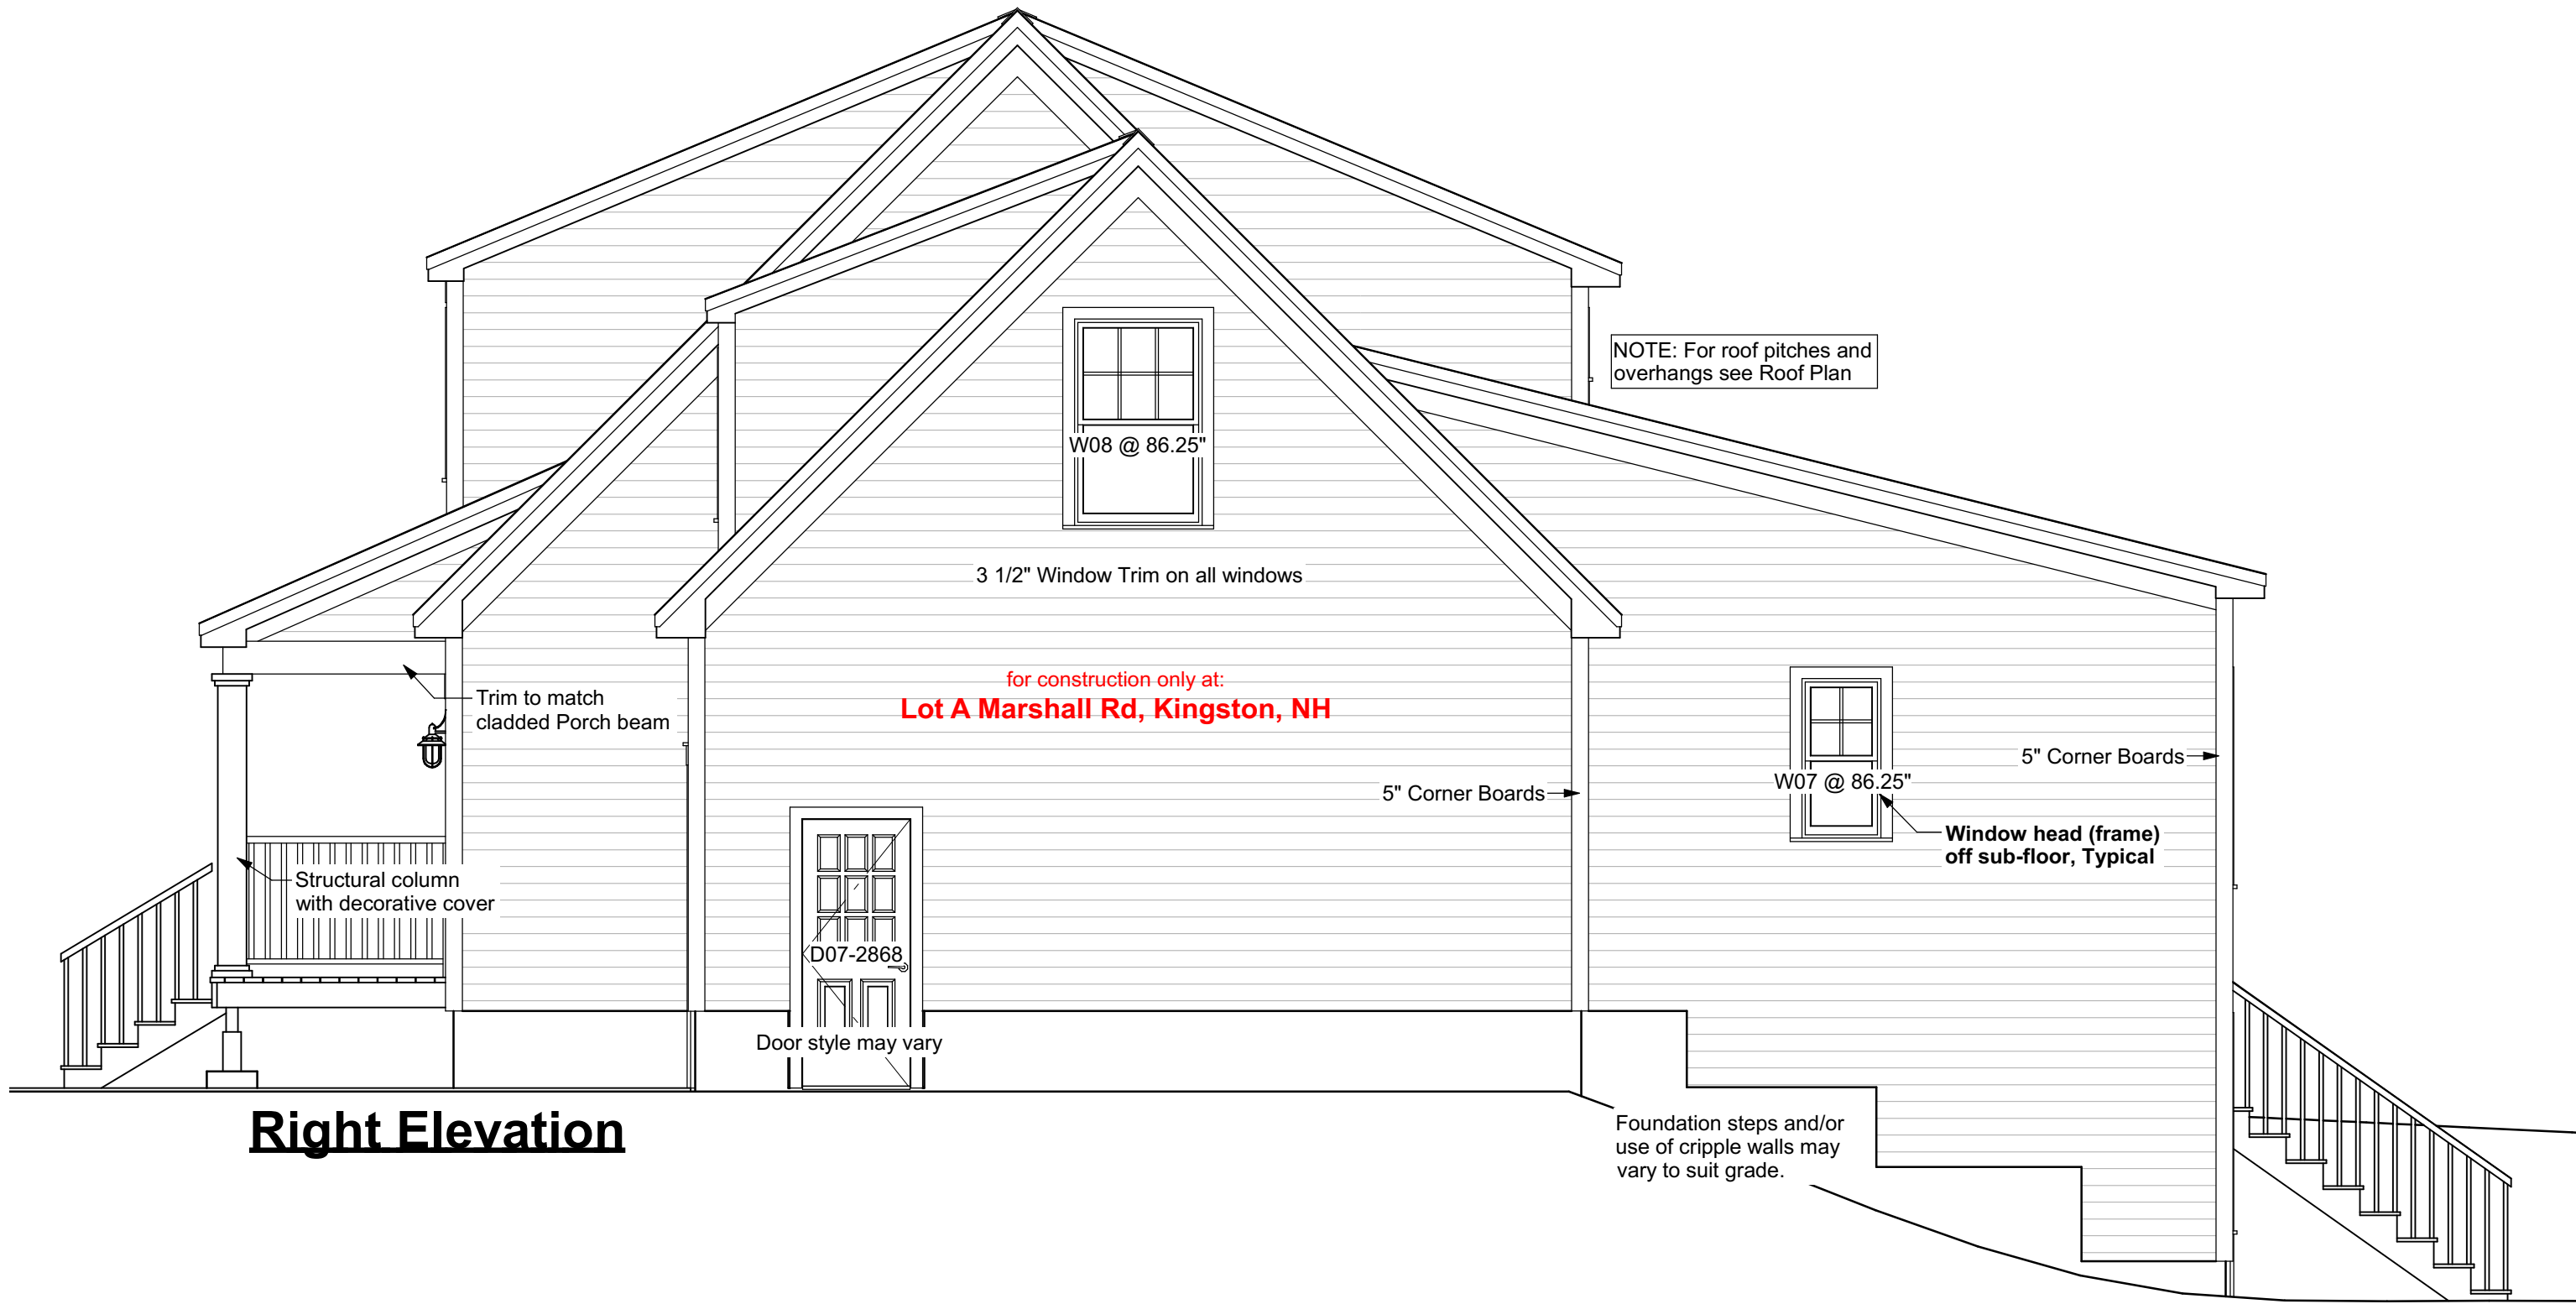 NOTE: For roof pitches and
overhangs see Roof Plan
W08 @ 86.25"
3 1/2" Window Trim on all windows
for construction only at:
Lot A Marshall Rd, Kingston, NH
Trim to match
cladded Porch beam
5" Corner Boards
5" Corner Boards
W07 @ 86.25"
Window head (frame)
off sub-floor, Typical
Structural column
with decorative cover
D07-2868
Door style may vary
Right Elevation
Foundation steps and/or
use of cripple walls may
vary to suit grade.